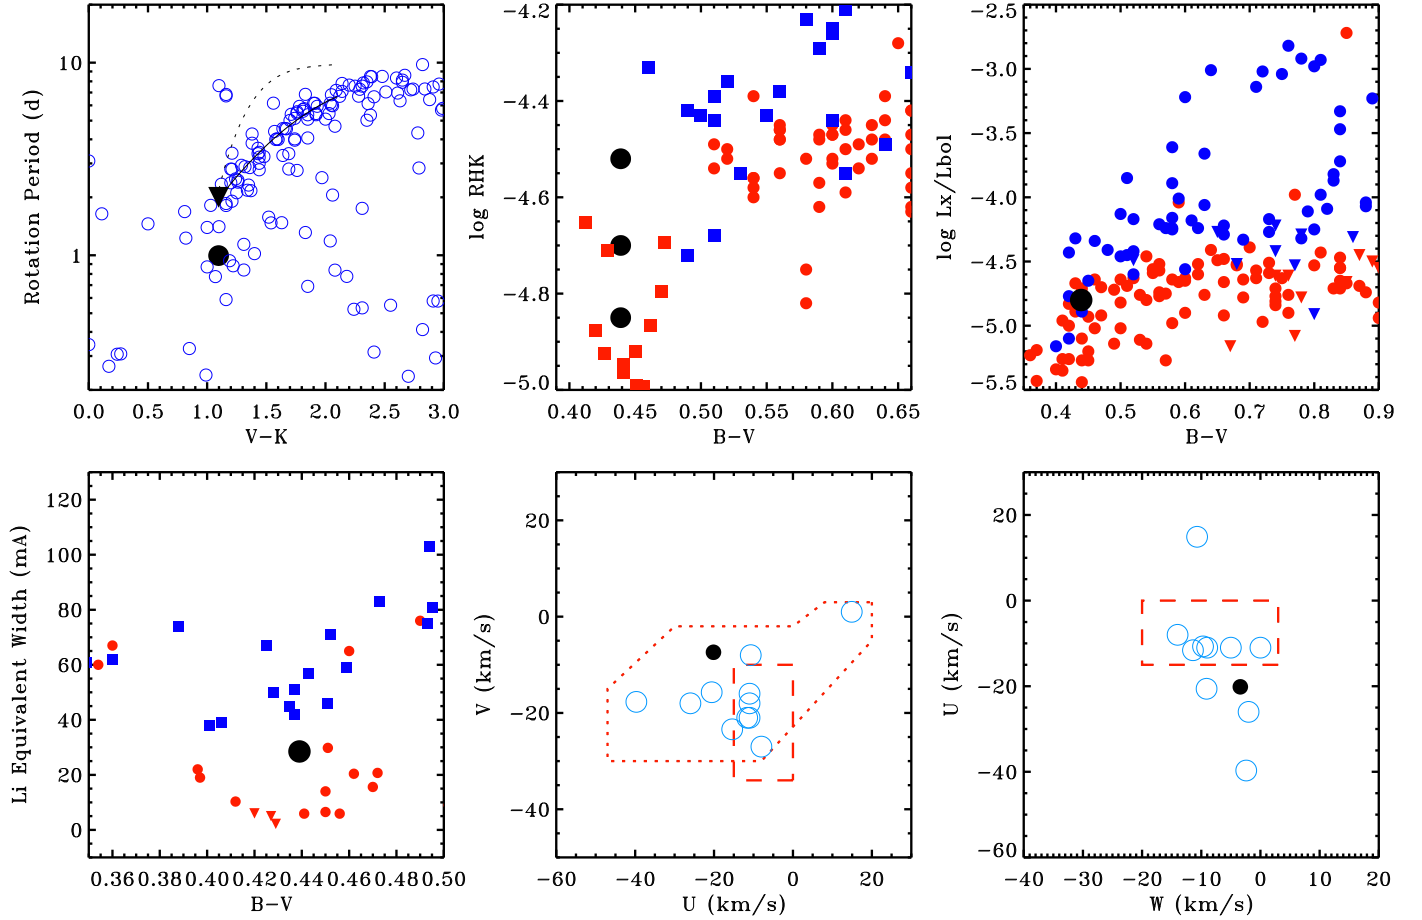 10
1
Rotation Period (d)
0.0 0.5 1.0 1.5 2.0 2.5 3.0
V−K
−4.2
−4.4
−4.6
−4.8
−5.0
log RHK
0.40 0.45 0.50 0.55 0.60 0.65
B−V
−2.5
−3.0
−3.5
−4.0
−4.5
−5.0
−5.5
log Lx/Lbol
0.4 0.5 0.6 0.7 0.8 0.9
B−V
120
100
80
60
40
20
0
Li Equivalent Width (mA)
0.36 0.38 0.40 0.42 0.44 0.46 0.48 0.50
B−V
20
0
−20
−40
V (km/s)
−60 −40 −20 0 20
U (km/s)
20
0
−20
−40
−60
U (km/s)
−40 −30 −20 −10 0 10 20
W (km/s)